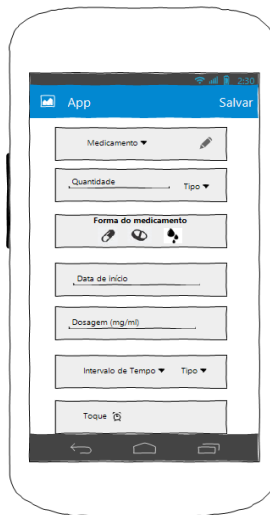 2:30
App Salvar
Medicamento
Quantidade Tipo
Forma do medicamento
Data de início
Dosagem (mg/ml)
Intervalo de Tempo Tipo
Toque